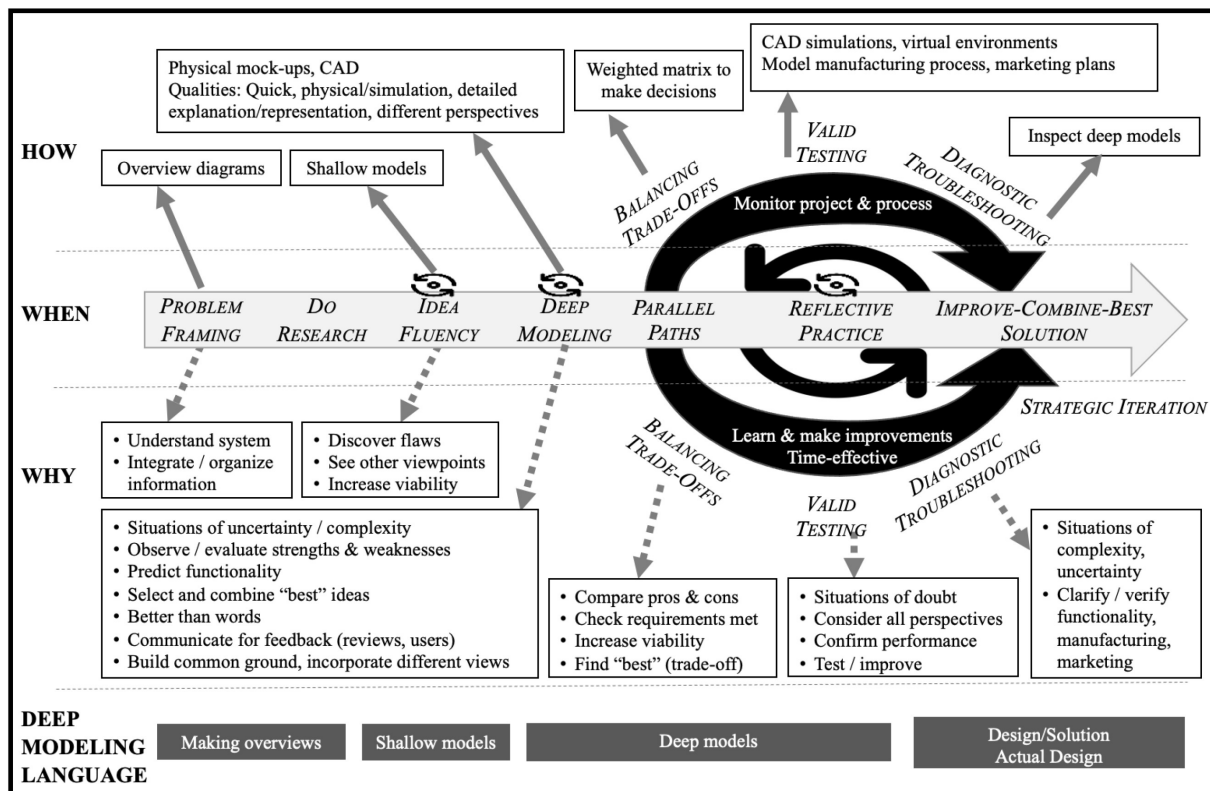 HOW
Physical mock-ups, CAD
Qualities: Quick, physical/simulation, detailed
explanation/representation, different perspectives
Weighted matrix to
make decisions
CAD simulations, virtual environments
Model manufacturing process, marketing plans
Overview diagrams
Shallow models
Inspect deep models
BALANCING
TRADE-OFFS
VALID
TESTING
DIAGNOSTIC
TROUBLESHOOTING
Monitor project & process
WHEN
PROBLEM
FRAMING
DO
RESEARCH
IDEA
FLUENCY
DEEP
MODELING
PARALLEL
PATHS
REFLECTIVE
PRACTICE
IMPROVE-COMBINE-BEST
SOLUTION
STRATEGIC ITERATION
WHY
Learn & make improvements
Time-effective
BALANCING
TRADE-OFFS
VALID
TESTING
DIAGNOSTIC
TROUBLESHOOTING
• Understand system
• Integrate / organize
information
• Discover flaws
• See other viewpoints
• Increase viability
• Situations of uncertainty / complexity
• Observe / evaluate strengths & weaknesses
• Predict functionality
• Select and combine “best” ideas
• Better than words
• Communicate for feedback (reviews, users)
• Build common ground, incorporate different views
• Compare pros & cons
• Check requirements met
• Increase viability
• Find “best” (trade-off)
• Situations of doubt
• Consider all perspectives
• Confirm performance
• Test / improve
• Situations of
complexity,
uncertainty
• Clarify / verify
functionality,
manufacturing,
marketing
DEEP
MODELING
LANGUAGE
Making overviews
Shallow models
Deep models
Design/Solution
Actual Design